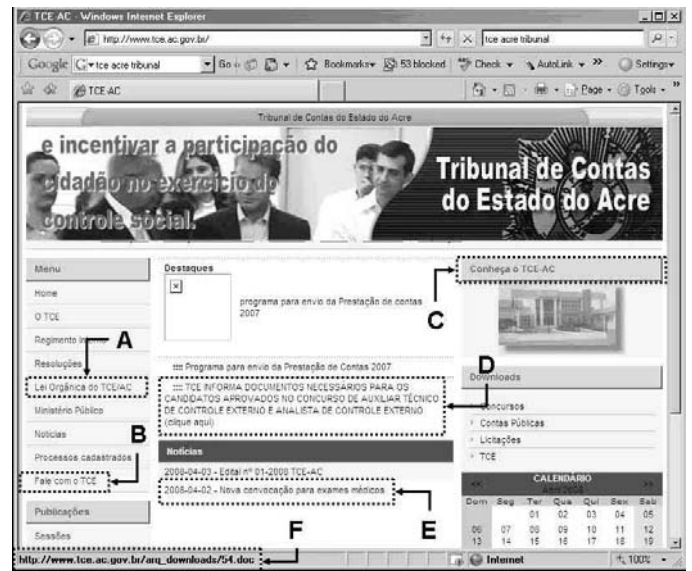 TCE-AC - Windows Internet Explorer
http://www.tce.ac.gov.br/
tce acre tribunal
Google
tce acre tribunal
Go
Bookmarks
53 blocked
Check
AutoLink
»
Settings
TCE-AC
Page
Tools
»
Tribunal de Contas do Estado do Acre
e incentivar a participação do
cidadão no exercício do
controle social.
Tribunal de Contas
do Estado do Acre
Menu
Home
O TCE
Regimento Interno
Resoluções
Lei Orgânica do TCE/AC
Ministério Público
Notícias
Processos cadastrados
Fale com o TCE
Publicações
Sessões
A
B
Destaques
programa para envio da Prestação de contas
2007
:::: Programa para envio da Prestação de Contas 2007
:::: TCE INFORMA DOCUMENTOS NECESSÁRIOS PARA OS
CANDIDATOS APROVADOS NO CONCURSO DE AUXILIAR TÉCNICO
DE CONTROLE EXTERNO E ANALISTA DE CONTROLE EXTERNO
(clique aqui)
Notícias
2008-04-03 - Edital nº 01-2008 TCE-AC
2008-04-02 - Nova convocação para exames médicos
Conheça o TCE-AC
C
D
Downloads
Concursos
Contas Públicas
Licitações
TCE
<< CALENDÁRIO >>
Abril 2008
Dom Seg Ter Qua Qui Sex Sab
01 02 03 04 05
06 07 08 09 10 11 12
13 14 15 16 17 18 19
E
F
http://www.tce.ac.gov.br/arq_downloads/54.doc
Internet
100%